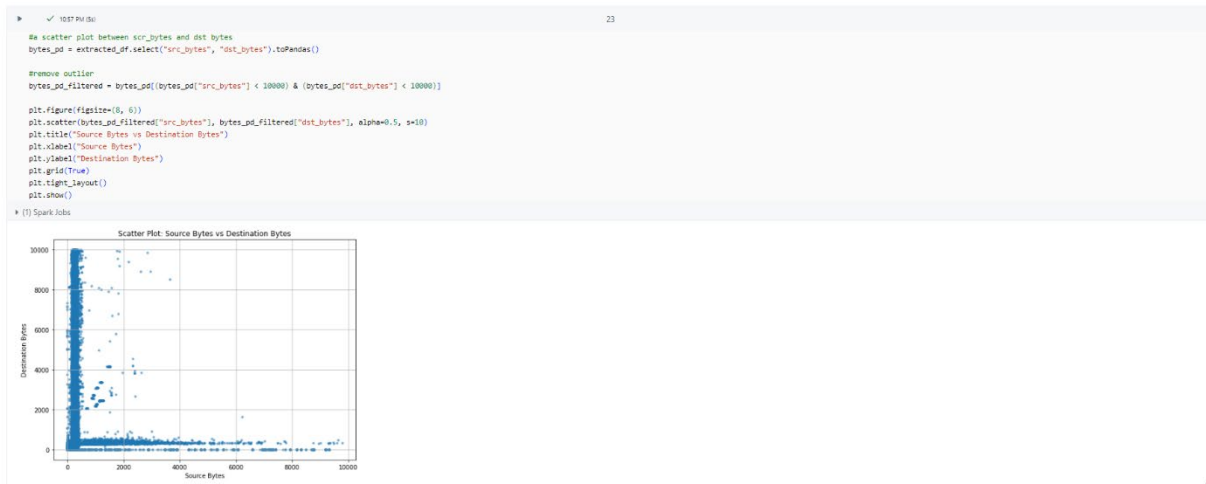 10:57 PM (5s)
23
#a scatter plot between scr_bytes and dst bytes
bytes_pd = extracted_df.select("src_bytes", "dst_bytes").toPandas()
#remove outlier
bytes_pd_filtered = bytes_pd[(bytes_pd["src_bytes"] < 10000) & (bytes_pd["dst_bytes"] < 10000)]
plt.figure(figsize=(8, 6))
plt.scatter(bytes_pd_filtered["src_bytes"], bytes_pd_filtered["dst_bytes"], alpha=0.5, s=10)
plt.title("Source Bytes vs Destination Bytes")
plt.xlabel("Source Bytes")
plt.ylabel("Destination Bytes")
plt.grid(True)
plt.tight_layout()
plt.show()
(1) Spark Jobs
Scatter Plot: Source Bytes vs Destination Bytes
10000
8000
6000
4000
2000
0
Destination Bytes
0 2000 4000 6000 8000 10000
Source Bytes